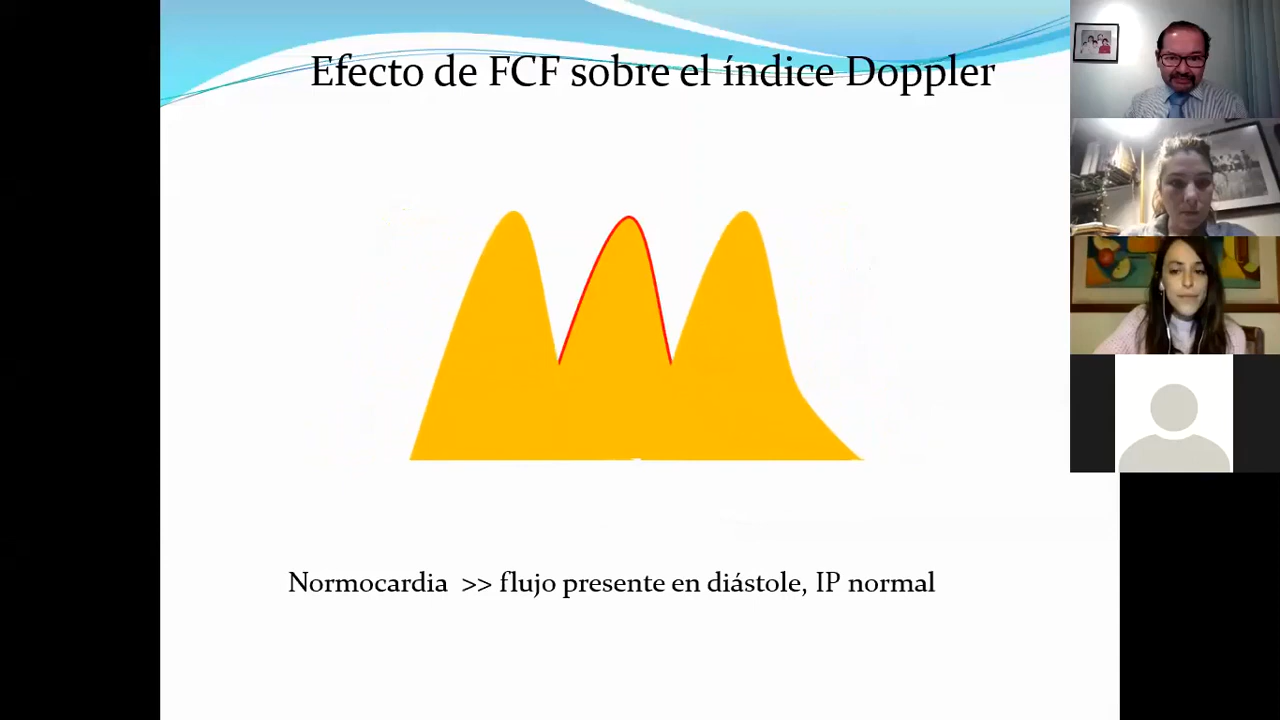 Efecto de FCF sobre el índice Doppler
Normocardia >> flujo presente en diástole, IP normal